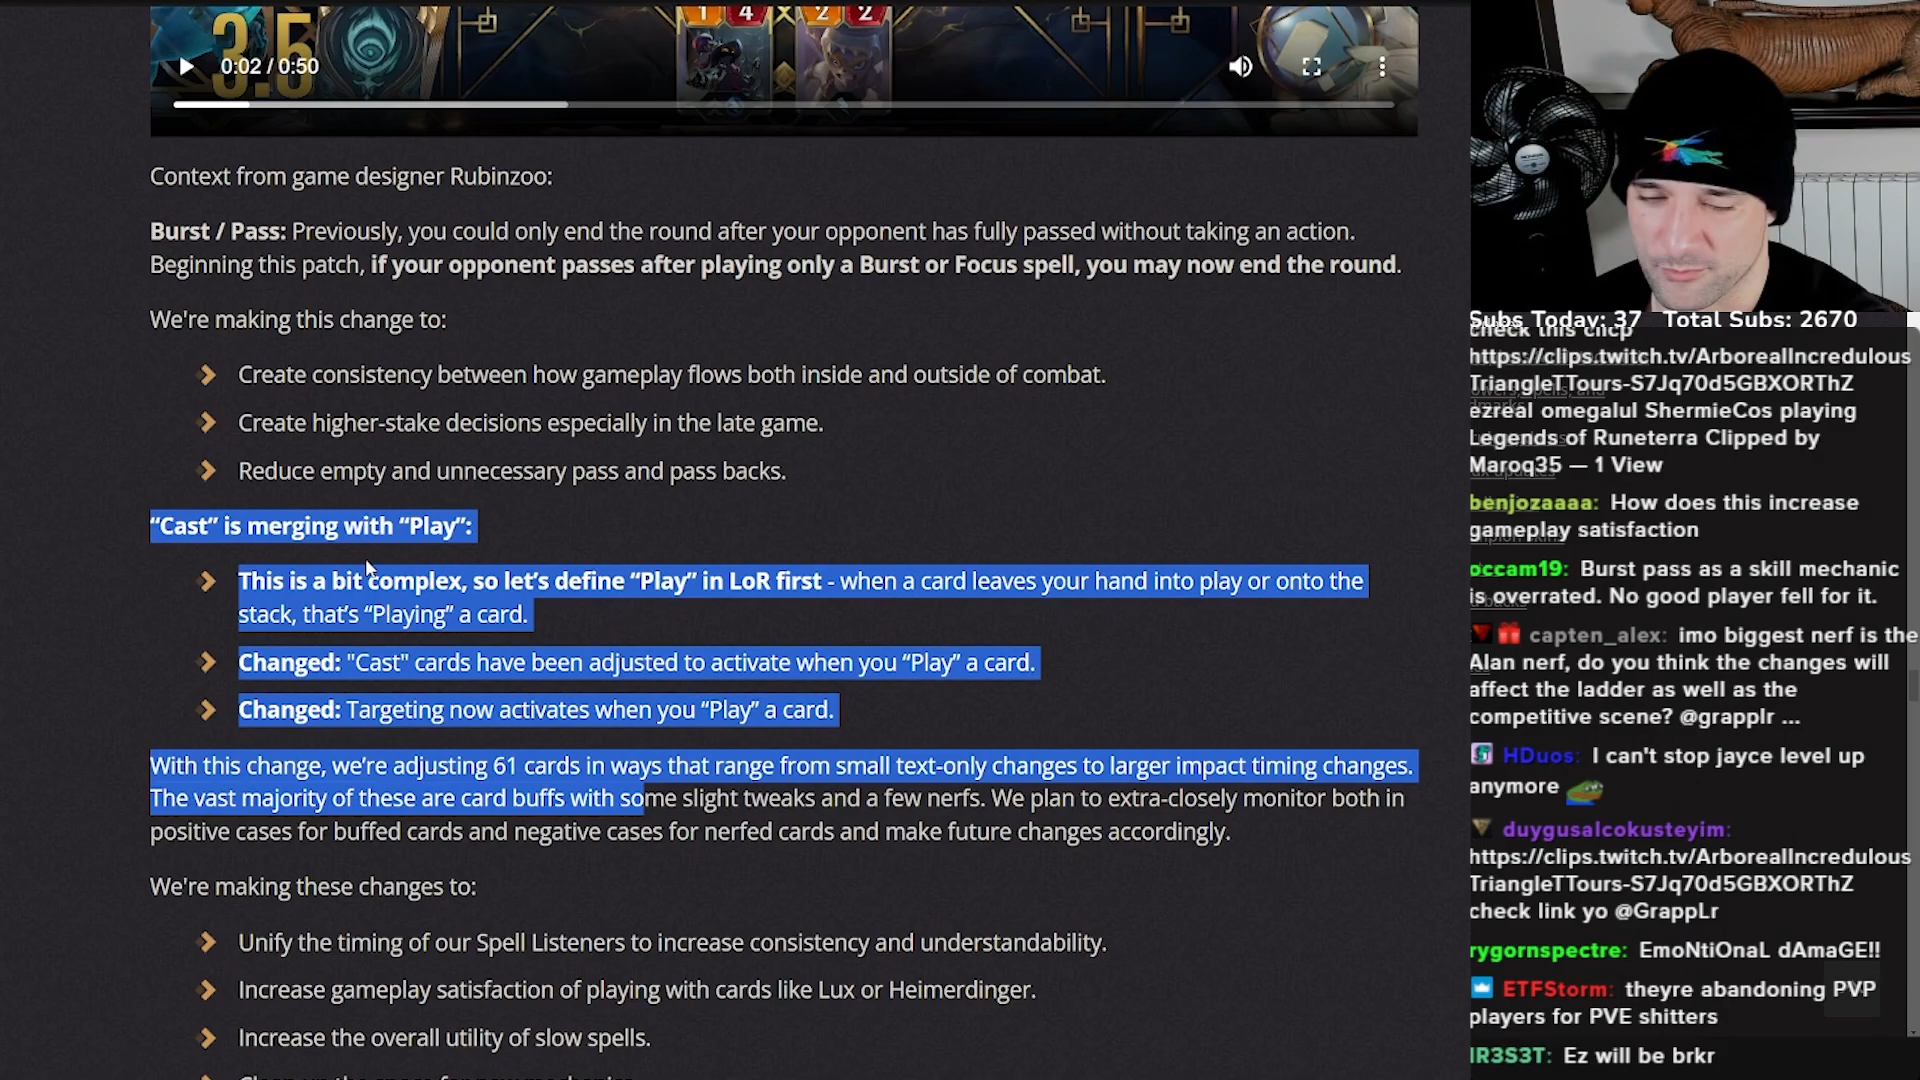 3.5
1 4 2 2
0:02 / 0:50
Context from game designer Rubinzoo:
Burst / Pass: Previously, you could only end the round after your opponent has fully passed without taking an action.
Beginning this patch, if your opponent passes after playing only a Burst or Focus spell, you may now end the round.
We're making this change to:
Create consistency between how gameplay flows both inside and outside of combat.
Create higher-stake decisions especially in the late game.
Reduce empty and unnecessary pass and pass backs.
“Cast” is merging with “Play”:
This is a bit complex, so let’s define “Play” in LoR first - when a card leaves your hand into play or onto the
stack, that’s “Playing” a card.
Changed: "Cast" cards have been adjusted to activate when you “Play” a card.
Changed: Targeting now activates when you “Play” a card.
With this change, we’re adjusting 61 cards in ways that range from small text-only changes to larger impact timing changes.
The vast majority of these are card buffs with some slight tweaks and a few nerfs. We plan to extra-closely monitor both in
positive cases for buffed cards and negative cases for nerfed cards and make future changes accordingly.
We're making these changes to:
Unify the timing of our Spell Listeners to increase consistency and understandability.
Increase gameplay satisfaction of playing with cards like Lux or Heimerdinger.
Increase the overall utility of slow spells.
Subs Today: 37 Total Subs: 2670
check this
https://clips.twitch.tv/ArborealIncredulous
TriangleTTours-S7Jq70d5GBXORThZ
ezreal omegalul ShermieCos playing
Legends of Runeterra Clipped by
Maroq35 — 1 View
benjozaaaa: How does this increase
gameplay satisfaction
occam19: Burst pass as a skill mechanic
is overrated. No good player fell for it.
capten_alex: imo biggest nerf is the
Alan nerf, do you think the changes will
affect the ladder as well as the
competitive scene? @grapplr ...
HDuos: I can't stop jayce level up
anymore
duygusalcokusteyim:
https://clips.twitch.tv/ArborealIncredulous
TriangleTTours-S7Jq70d5GBXORThZ
check link yo @GrappLr
rygornspectre: EmoNtiOnaL dAmaGE!!
ETFStorm: theyre abandoning PVP
players for PVE shitters
IR3S3T: Ez will be brkr